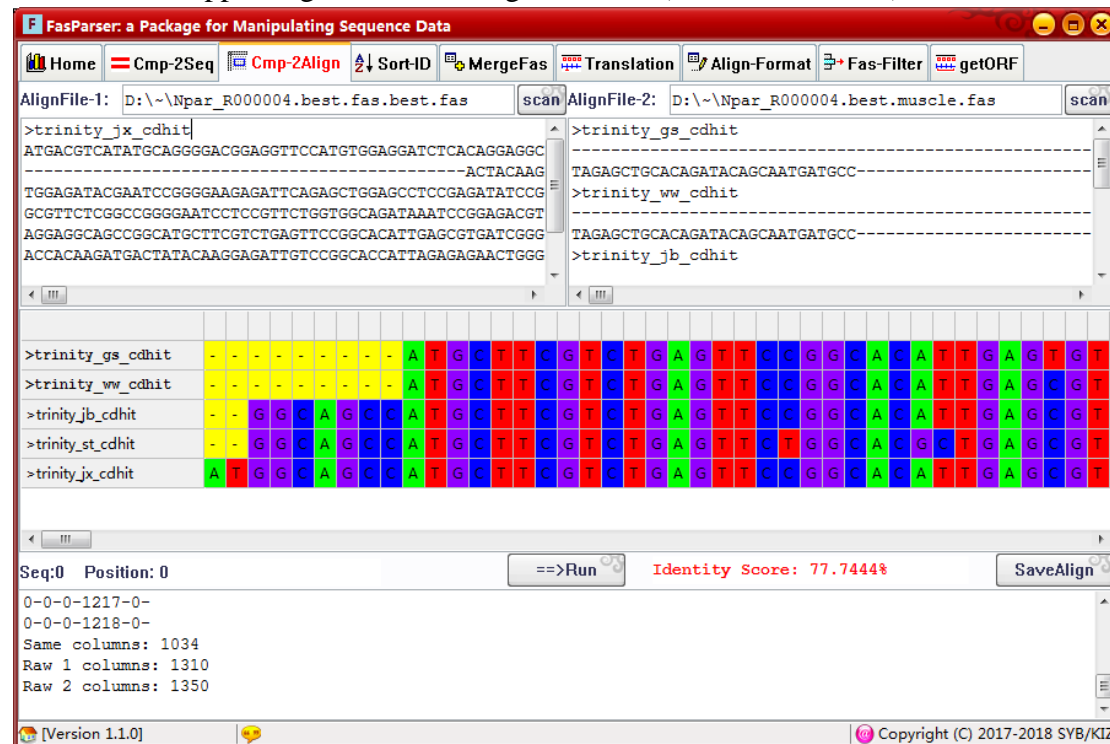 FasParser: a Package for Manipulating Sequence Data
Home Cmp-2Seq Cmp-2Align Sort-ID MergeFas Translation Align-Format Fas-Filter getORF
AlignFile-1: D:\~\Npar_R000004.best.fas.best.fas scan AlignFile-2: D:\~\Npar_R000004.best.muscle.fas scan
>trinity_jx_cdhit
ATGACGTCATATGCAGGGGACGGAGGTTCCATGTGGAGGATCTCACAGGAGGC
--------------------------------------------ACTACAAG
TGGAGATACGAATCCGGGGAAGAGATTCAGAGCTGGAGCCTCCGAGATATCCG
GCGTTCTCGGCCGGGGAATCCTCCGTTCTGGTGGCAGATAAATCCGGAGACGT
AGGAGGCAGCCGGCATGCTTCGTCTGAGTTCCGGCACATTGAGCGTGATCGGG
ACCACAAGATGACTATACAAGGAGATTGTCCGGCACCATTAGAGAGAACTGGG
>trinity_gs_cdhit
-----------------------------------------------------
TAGAGCTGCACAGATACAGCAATGATGCC------------------------
>trinity_ww_cdhit
-----------------------------------------------------
TAGAGCTGCACAGATACAGCAATGATGCC------------------------
>trinity_jb_cdhit
>trinity_gs_cdhit - - - - - - - - - A T G C T T C G T C T G A G T T C C G G C A C A T T G A G T G T
>trinity_ww_cdhit - - - - - - - - - A T G C T T C G T C T G A G T T C C G G C A C A T T G A G C G T
>trinity_jb_cdhit - - G G C A G C C A T G C T T C G T C T G A G T T C C G G C A C A T T G A G C G T
>trinity_st_cdhit - - G G C A G C C A T G C T T C G T C T G A G T T C T G G C A C G C T G A G C G T
>trinity_jx_cdhit A T G G C A G C C A T G C T T C G T C T G A G T T C C G G C A C A T T G A G C G T
Seq:0 Position: 0 ==>Run Identity Score: 77.7444% SaveAlign
0-0-0-1217-0-
0-0-0-1218-0-
Same columns: 1034
Raw 1 columns: 1310
Raw 2 columns: 1350
[Version 1.1.0] Copyright (C) 2017-2018 SYB/KIZ